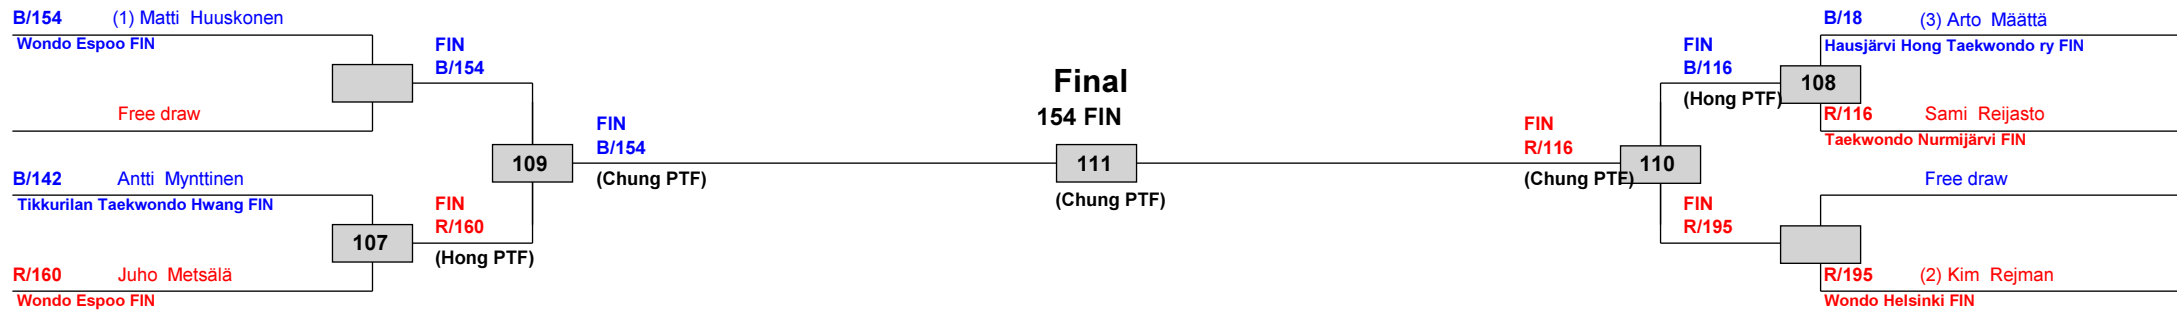 B/154 (1) Matti Huuskonen
Wondo Espoo FIN
Free draw
FIN
B/154
B/142 Antti Mynttinen
Tikkurilan Taekwondo Hwang FIN
107
R/160 Juho Metsälä
Wondo Espoo FIN
FIN
R/160
(Hong PTF)
109
FIN
B/154
(Chung PTF)
Final
154 FIN
111
(Chung PTF)
FIN
R/116
(Chung PTF)
110
FIN
B/116
(Hong PTF)
108
FIN
R/195
B/18 (3) Arto Määttä
Hausjärvi Hong Taekwondo ry FIN
R/116 Sami Reijasto
Taekwondo Nurmijärvi FIN
Free draw
R/195 (2) Kim Rejman
Wondo Helsinki FIN